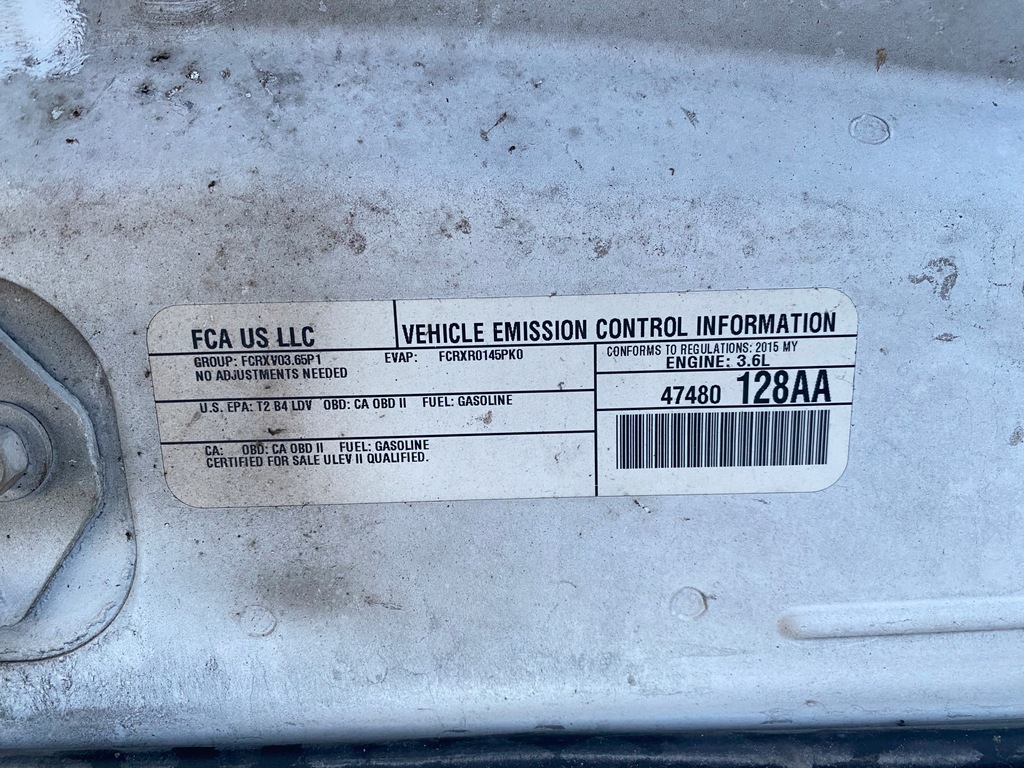 FCA US LLC
VEHICLE EMISSION CONTROL INFORMATION
GROUP: FCRXV03.65P1 EVAP: FCRXR0145PK0
NO ADJUSTMENTS NEEDED
U.S. EPA: T2 B4 LDV OBD: CA OBD II FUEL: GASOLINE
CA: OBD: CA OBD II FUEL: GASOLINE
CERTIFIED FOR SALE ULEV II QUALIFIED.
CONFORMS TO REGULATIONS: 2015 MY
ENGINE: 3.6L
47480 128AA